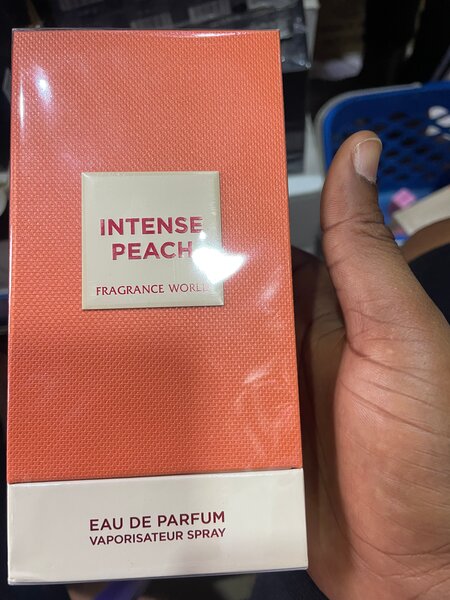 INTENSE
PEACH
FRAGRANCE WORLD
EAU DE PARFUM
VAPORISATEUR SPRAY